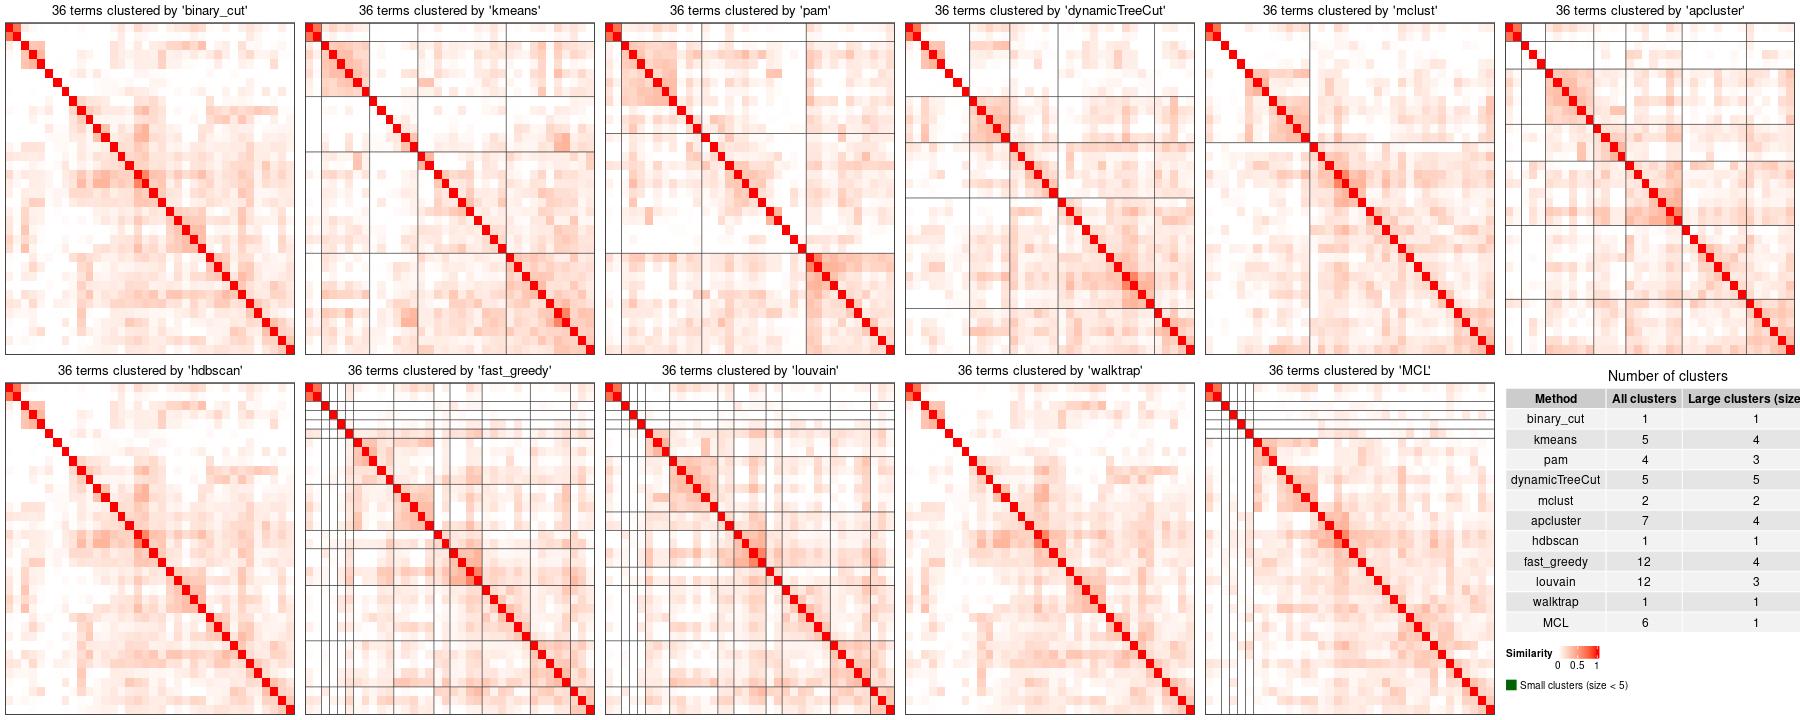 36 terms clustered by 'binary_cut'
36 terms clustered by 'kmeans'
36 terms clustered by 'pam'
36 terms clustered by 'dynamicTreeCut'
36 terms clustered by 'mclust'
36 terms clustered by 'apcluster'
36 terms clustered by 'hdbscan'
36 terms clustered by 'fast_greedy'
36 terms clustered by 'louvain'
36 terms clustered by 'walktrap'
36 terms clustered by 'MCL'
Number of clusters
Method All clusters Large clusters (size
binary_cut 1 1
kmeans 5 4
pam 4 3
dynamicTreeCut 5 5
mclust 2 2
apcluster 7 4
hdbscan 1 1
fast_greedy 12 4
louvain 12 3
walktrap 1 1
MCL 6 1
Similarity
0 0.5 1
Small clusters (size < 5)